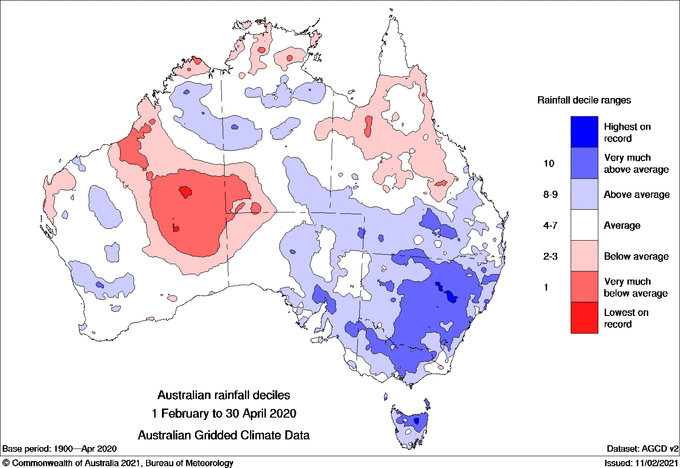 Rainfall decile ranges
Highest on
record
10
Very much
above average
8-9
Above average
4-7
Average
2-3
Below average
1
Very much
below average
Lowest on
record
Australian rainfall deciles
1 February to 30 April 2020
Australian Gridded Climate Data
Base period: 1900—Apr 2020
Dataset: AGCD v2
© Commonwealth of Australia 2021, Bureau of Meteorology
Issued: 11/02/2021